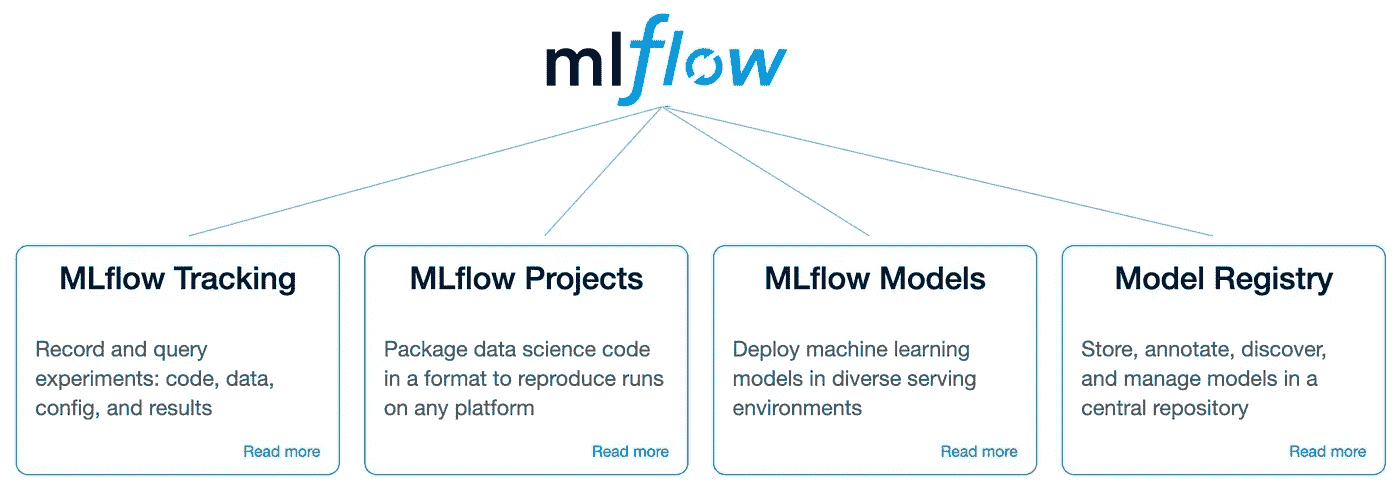 mlflow
MLflow Tracking
Record and query
experiments: code, data,
config, and results
Read more
MLflow Projects
Package data science code
in a format to reproduce runs
on any platform
Read more
MLflow Models
Deploy machine learning
models in diverse serving
environments
Read more
Model Registry
Store, annotate, discover,
and manage models in a
central repository
Read more